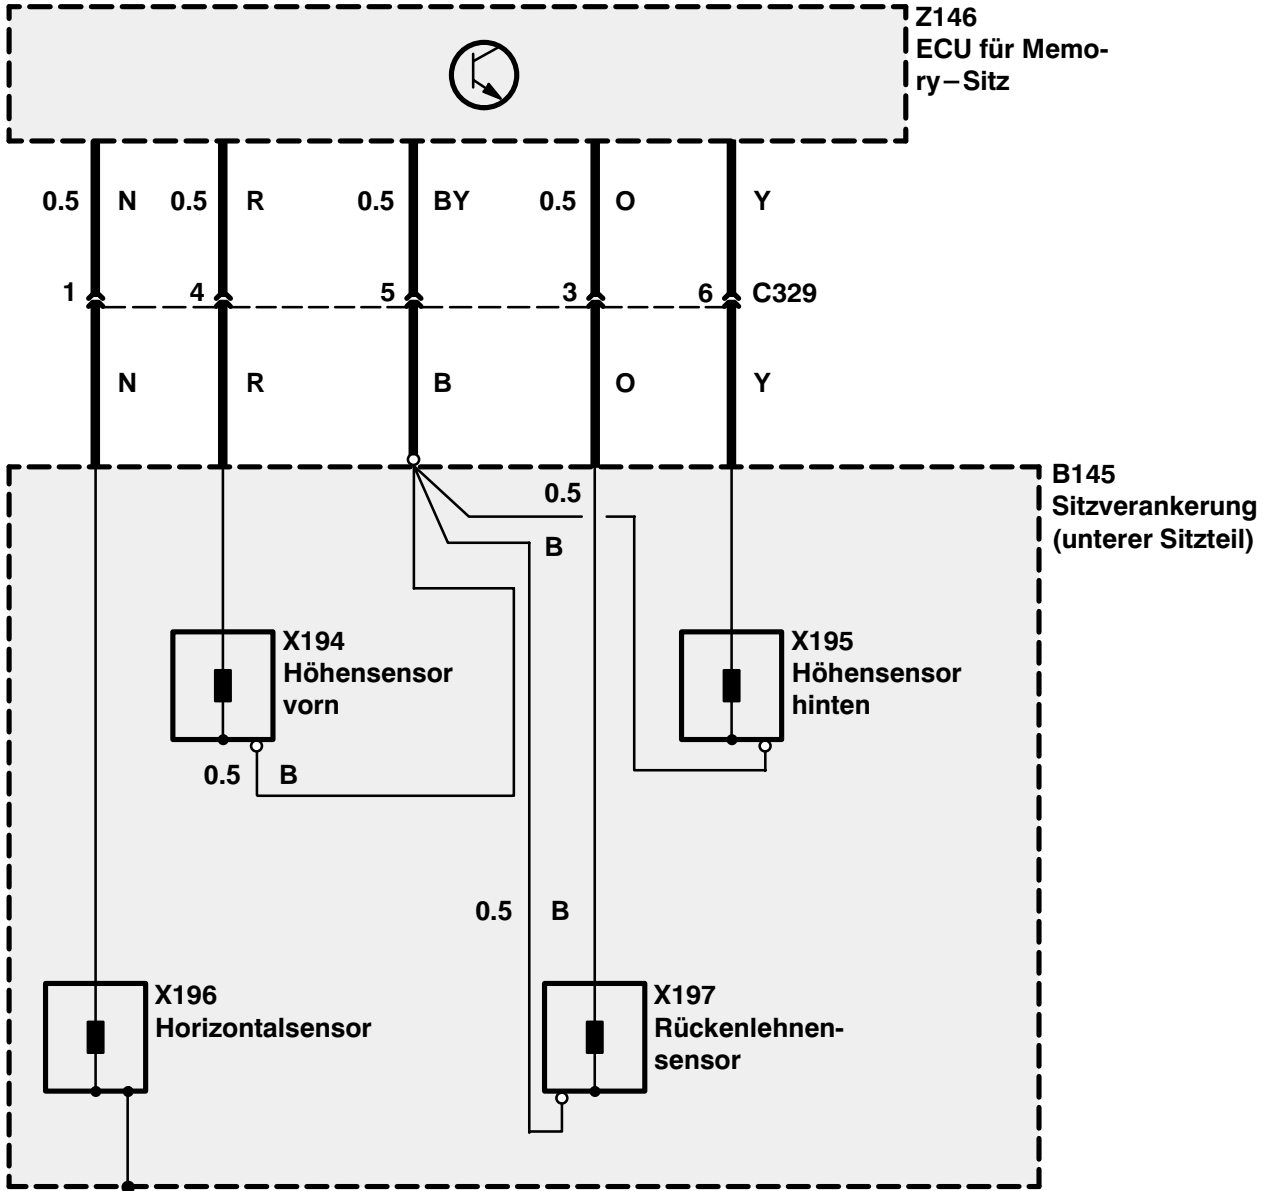 Z146
ECU für Memo-
ry–Sitz
0.5 N 0.5 R 0.5 BY 0.5 O Y
1 4 5 3 6 C329
N R B O Y
B145
Sitzverankerung
(unterer Sitzteil)
0.5
B
X194
Höhensensor
vorn
X195
Höhensensor
hinten
0.5 B
0.5 B
X196
Horizontalsensor
X197
Rückenlehnen-
sensor